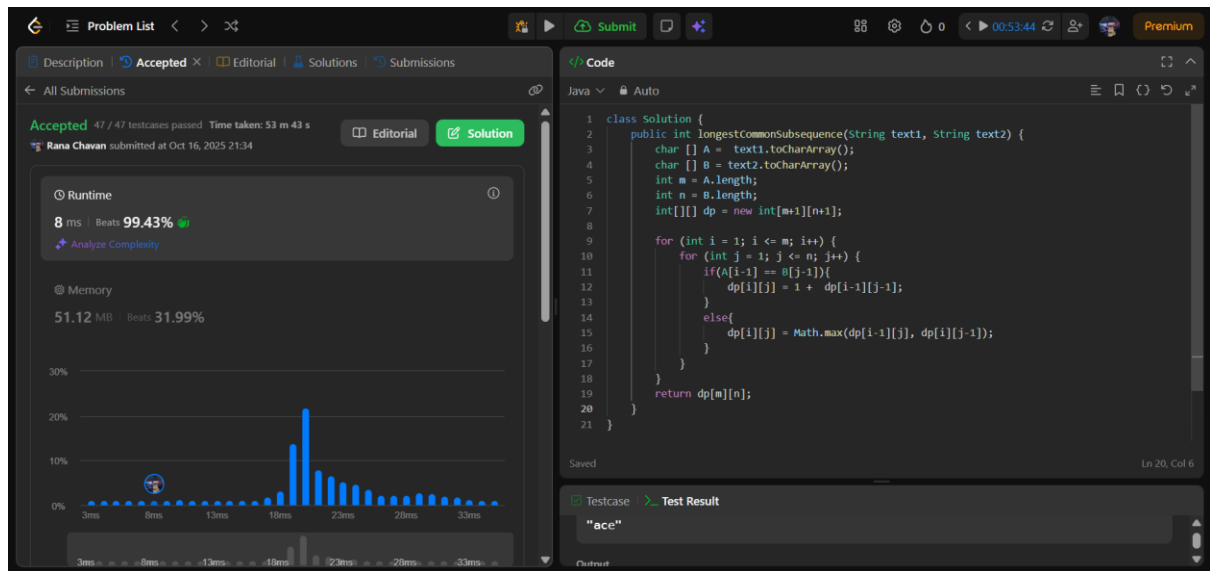 Problem List
Submit
0
00:53:44
Premium
Description
Accepted
Editorial
Solutions
Submissions
All Submissions
Accepted 47 / 47 testcases passed Time taken: 53 m 43 s
Rana Chavan submitted at Oct 16, 2025 21:34
Editorial
Solution
Runtime
8 ms Beats 99.43%
Analyze Complexity
Memory
51.12 MB Beats 31.99%
30%
20%
10%
0%
3ms 8ms 13ms 18ms 23ms 28ms 33ms
3ms 8ms 13ms 18ms 23ms 28ms 33ms
</> Code
Java Auto
1 class Solution {
2 public int longestCommonSubsequence(String text1, String text2) {
3 char [] A =  text1.toCharArray();
4 char [] B = text2.toCharArray();
5 int m = A.length;
6 int n = B.length;
7 int[][] dp = new int[m+1][n+1];
8
9 for (int i = 1; i <= m; i++) {
10 for (int j = 1; j <= n; j++) {
11 if(A[i-1] == B[j-1]){
12 dp[i][j] = 1 +  dp[i-1][j-1];
13 }
14 else{
15 dp[i][j] = Math.max(dp[i-1][j], dp[i][j-1]);
16 }
17 }
18 }
19 return dp[m][n];
20 }
21 }
Saved
Ln 20, Col 6
Testcase
Test Result
"ace"
Output